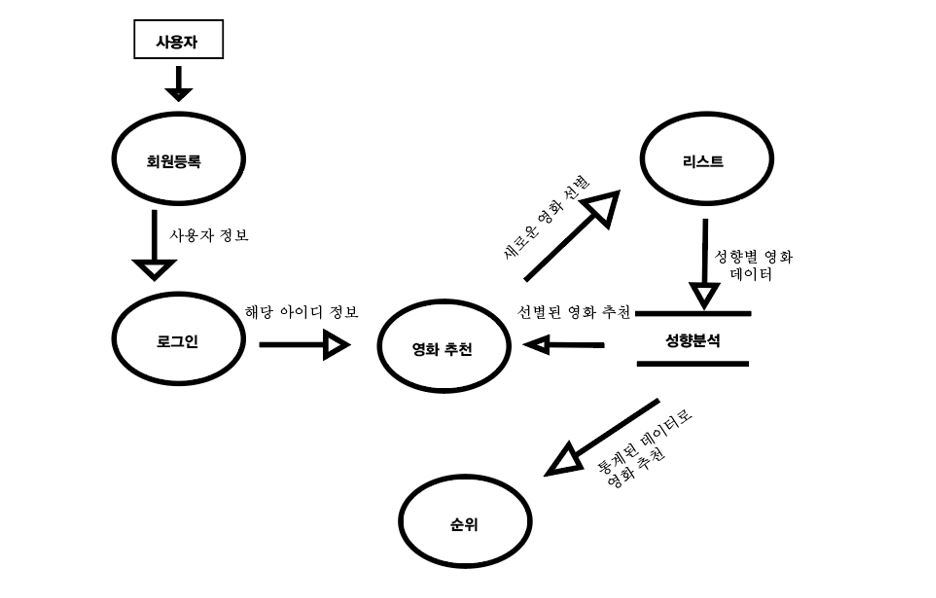 사용자
회원등록
사용자 정보
로그인
해당 아이디 정보
영화 추천
새로운 영화 선별
리스트
성향별 영화
데이터
선별된 영화 추천
성향분석
통계된 데이터로
영화 추천
순위